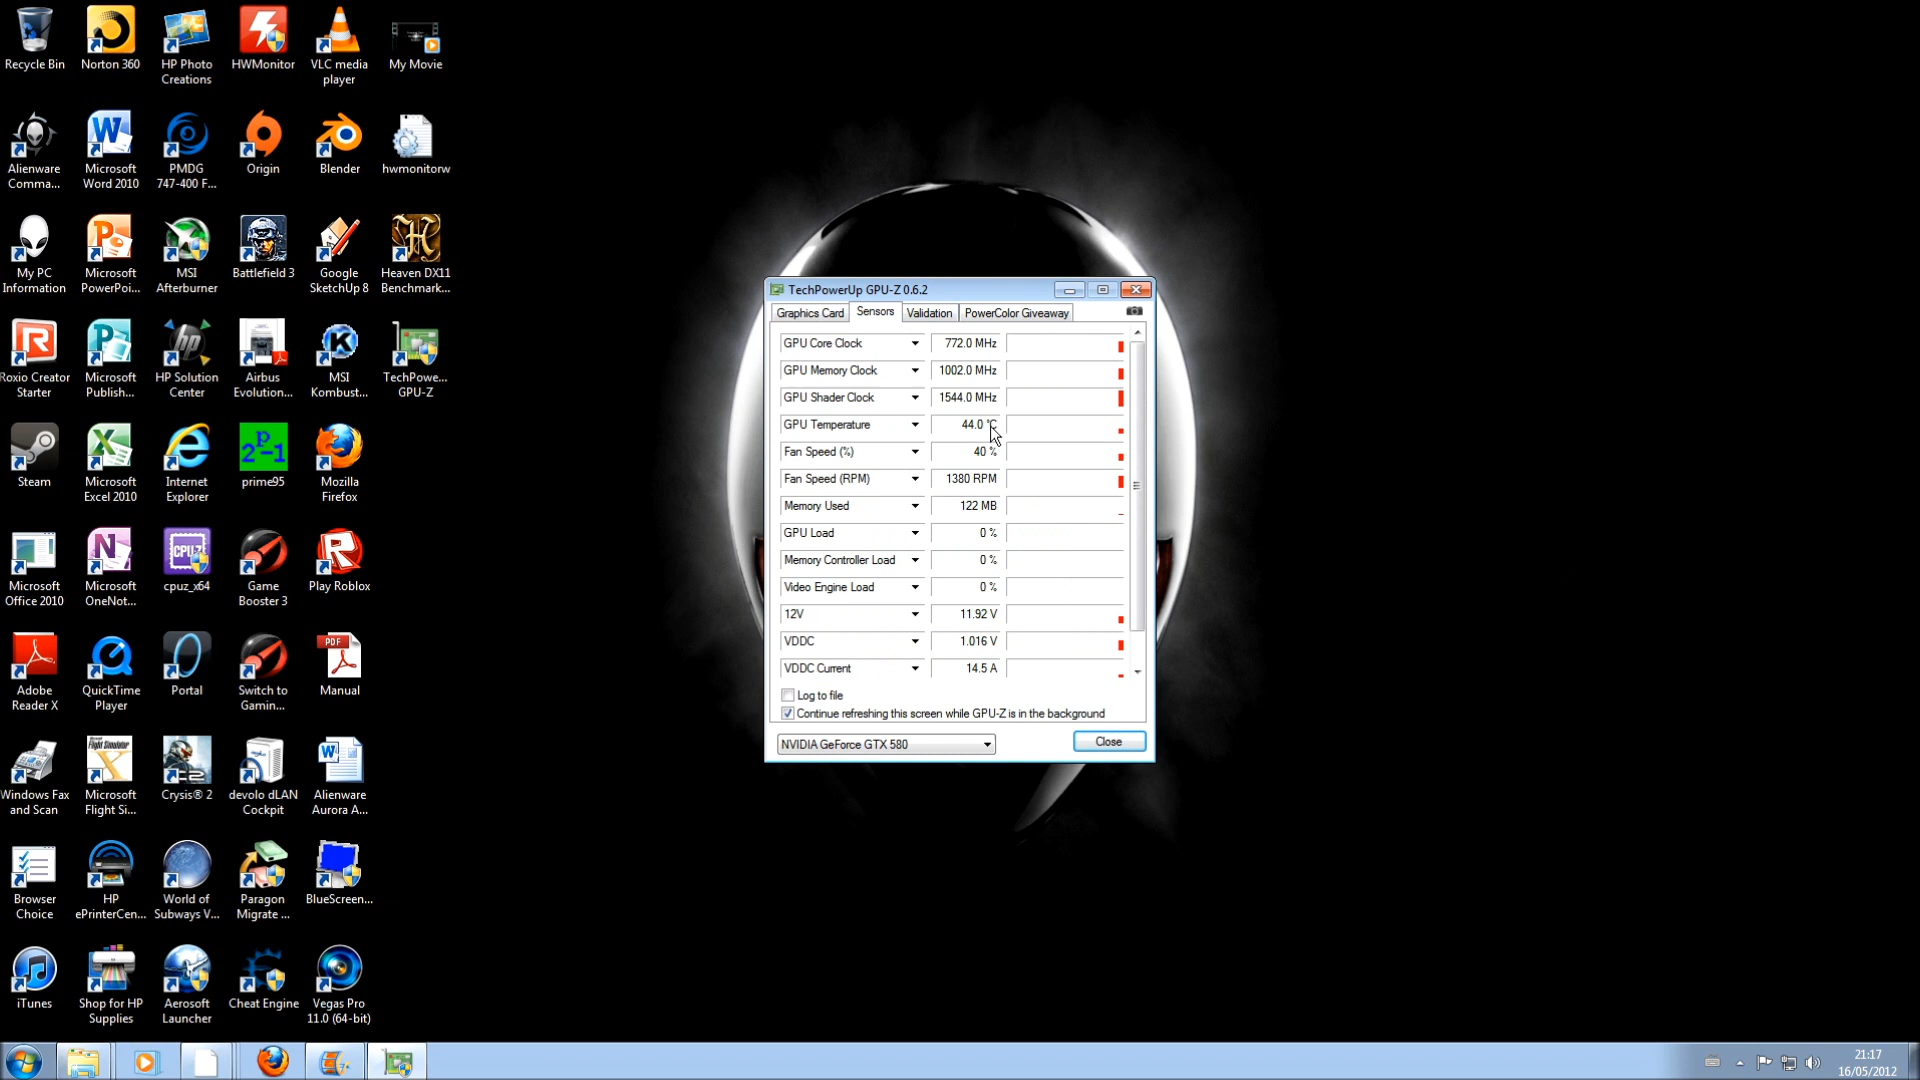 Recycle Bin
Norton 360
HP Photo
Creations
HWMonitor
VLC media
player
My Movie
Alienware
Comma...
Microsoft
Word 2010
PMDG
747-400 F...
Origin
Blender
hwmonitorw
My PC
Information
Microsoft
PowerPoi...
MSI
Afterburner
Battlefield 3
Google
SketchUp 8
Heaven DX11
Benchmark...
Roxio Creator
Starter
Microsoft
Publish...
HP Solution
Center
Airbus
Evolution...
MSI
Kombust...
TechPowe...
GPU-Z
Steam
Microsoft
Excel 2010
Internet
Explorer
prime95
Mozilla
Firefox
Microsoft
Office 2010
Microsoft
OneNot...
cpuz_x64
Game
Booster 3
Play Roblox
Adobe
Reader X
QuickTime
Player
Portal
Switch to
Gamin...
Manual
Windows Fax
and Scan
Microsoft
Flight Si...
Crysis® 2
devolo dLAN
Cockpit
Alienware
Aurora A...
Browser
Choice
HP
ePrinterCen...
World of
Subways V...
Paragon
Migrate ...
BlueScreen...
iTunes
Shop for HP
Supplies
Aerosoft
Launcher
Cheat Engine
Vegas Pro
11.0 (64-bit)
TechPowerUp GPU-Z 0.6.2
Graphics Card Sensors Validation PowerColor Giveaway
GPU Core Clock 772.0 MHz
GPU Memory Clock 1002.0 MHz
GPU Shader Clock 1544.0 MHz
GPU Temperature 44.0 °C
Fan Speed (%) 40 %
Fan Speed (RPM) 1380 RPM
Memory Used 122 MB
GPU Load 0 %
Memory Controller Load 0 %
Video Engine Load 0 %
12V 11.92 V
VDDC 1.016 V
VDDC Current 14.5 A
Log to file
Continue refreshing this screen while GPU-Z is in the background
NVIDIA GeForce GTX 580
Close
21:17
16/05/2012